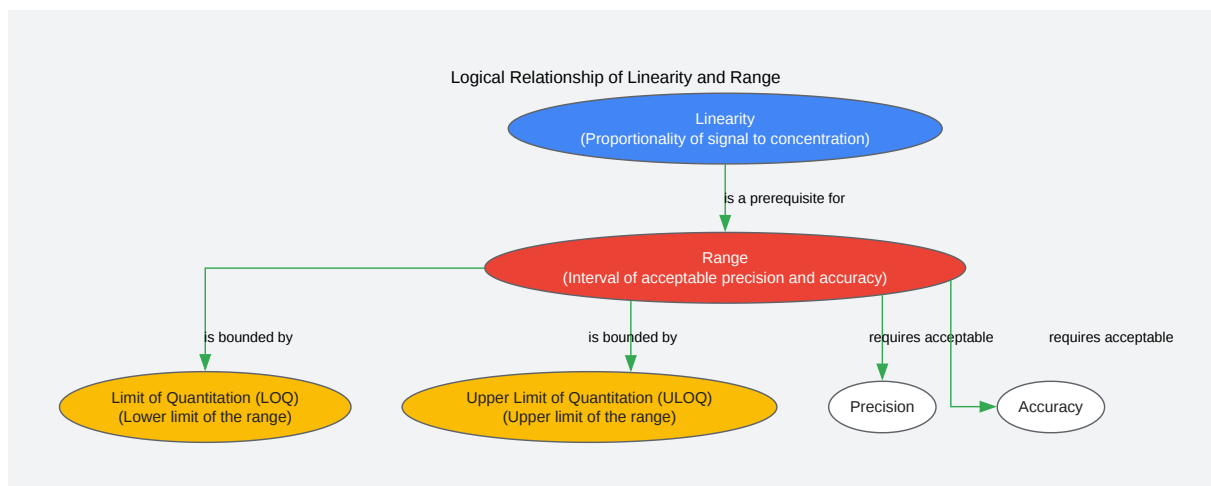 Logical Relationship of Linearity and Range
Linearity
(Proportionality of signal to concentration)
is a prerequisite for
Range
(Interval of acceptable precision and accuracy)
is bounded by
is bounded by
requires acceptable
requires acceptable
Limit of Quantitation (LOQ)
(Lower limit of the range)
Upper Limit of Quantitation (ULOQ)
(Upper limit of the range)
Precision
Accuracy